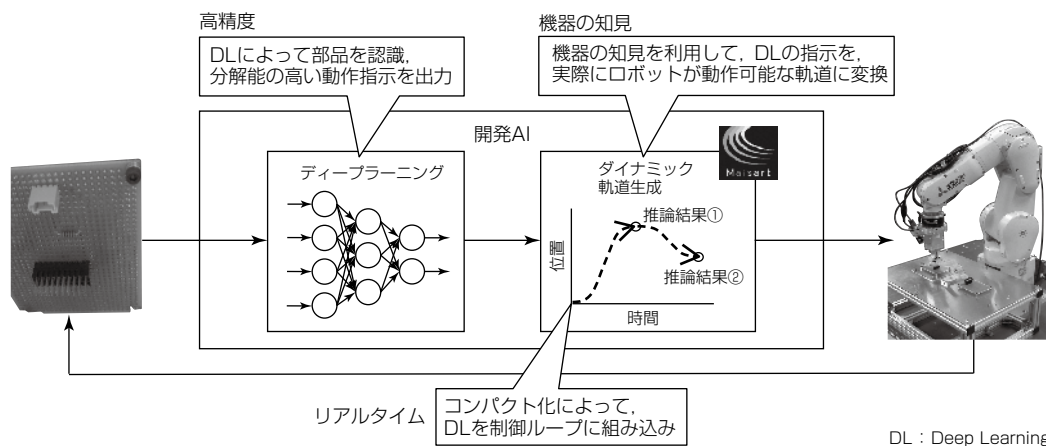 高精度
DLによって部品を認識,
分解能の高い動作指示を出力
機器の知見
機器の知見を利用して,DLの指示を,
実際にロボットが動作可能な軌道に変換
開発AI
ディープラーニング
ダイナミック
軌道生成
Maisart
推論結果①
推論結果②
位置
時間
リアルタイム
コンパクト化によって,
DLを制御ループに組み込み
DL:Deep Learning